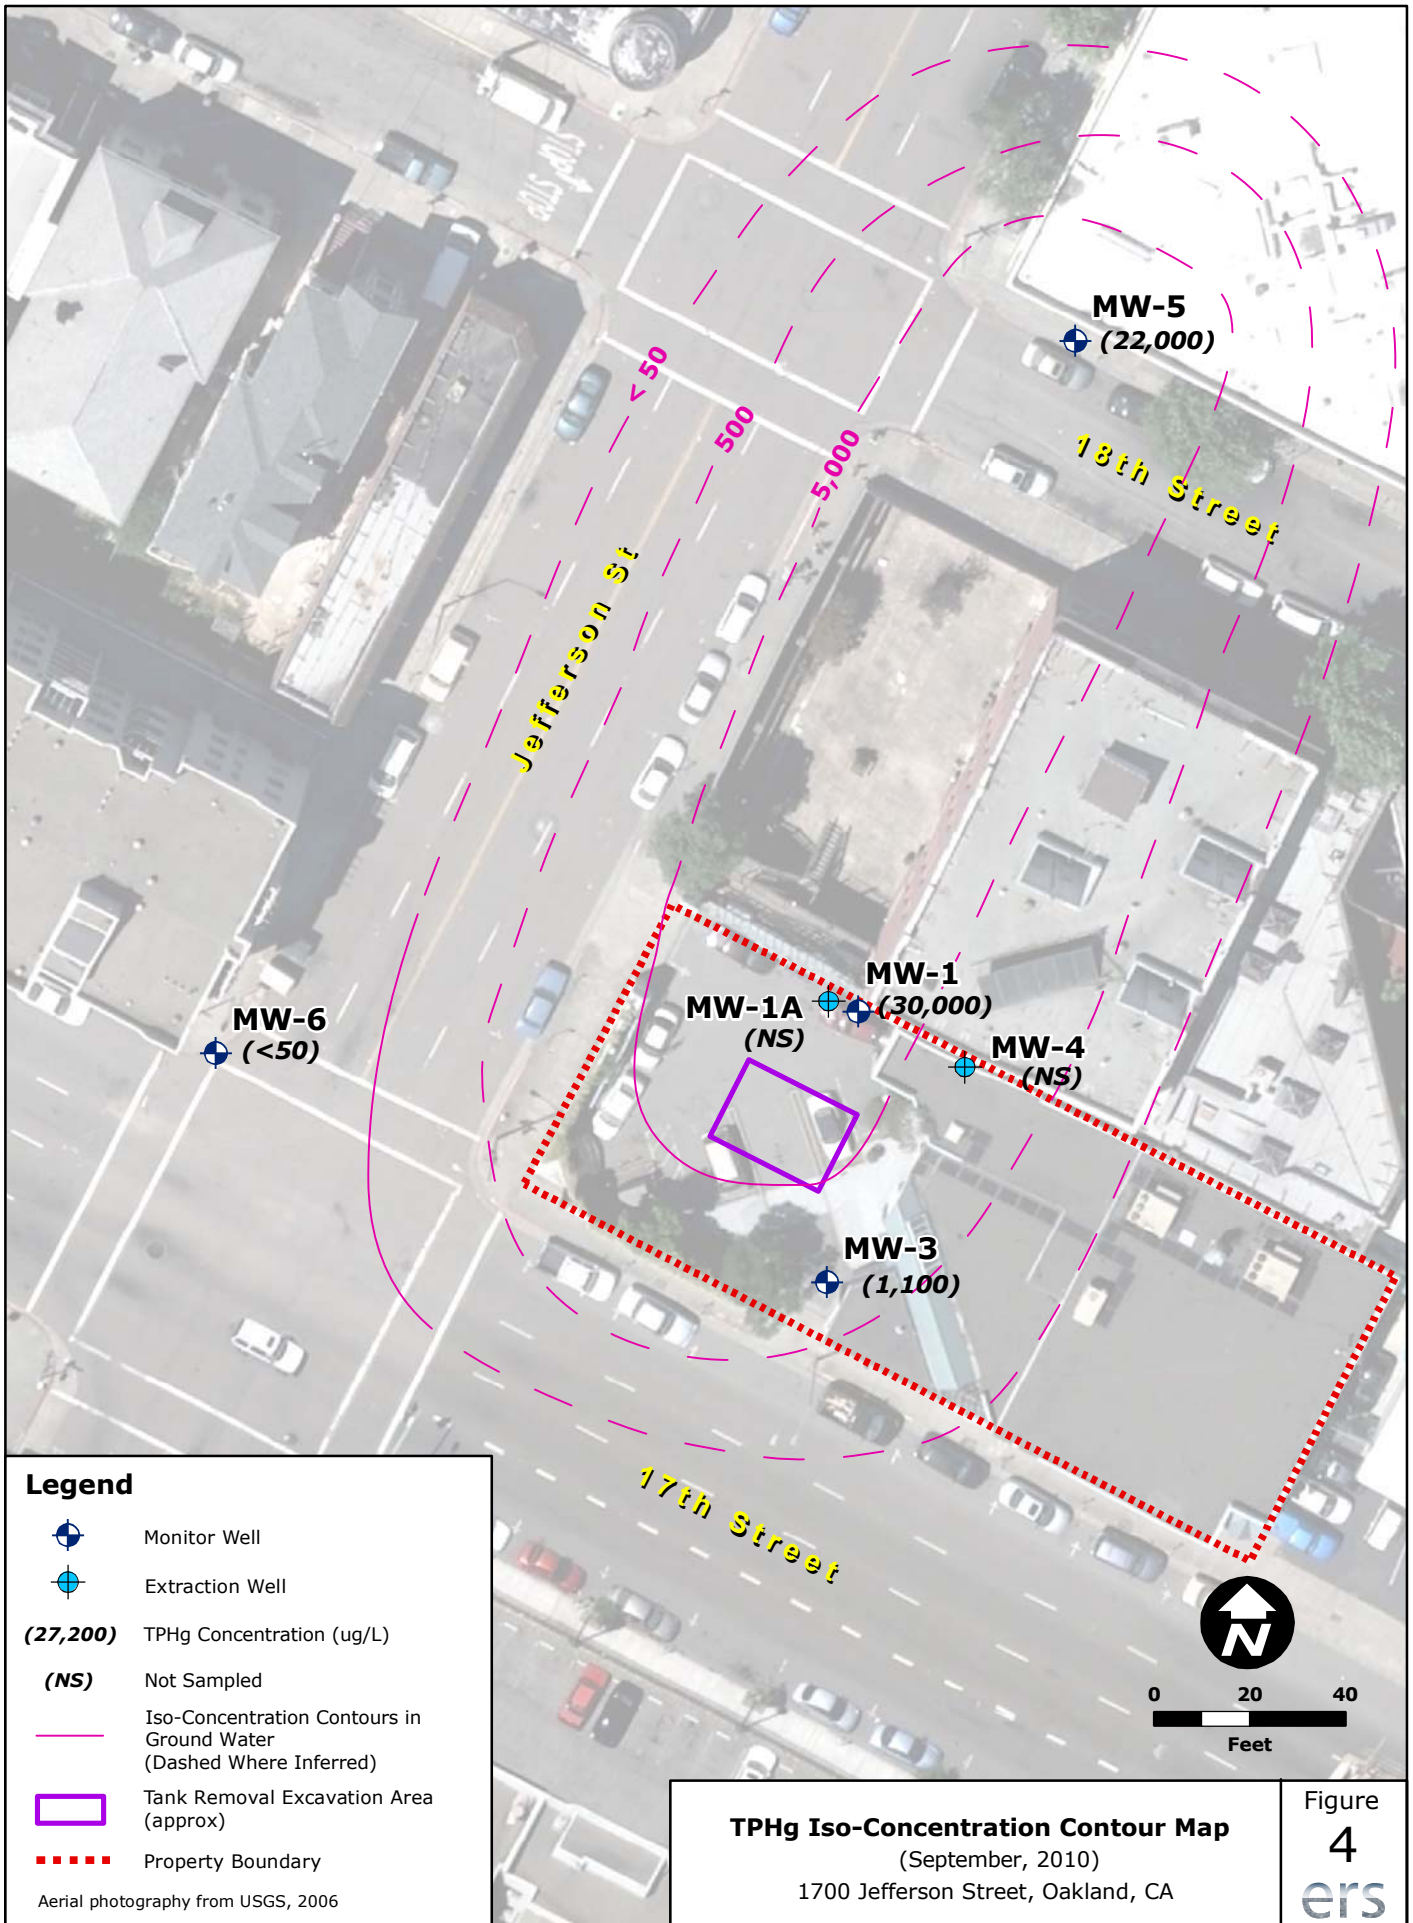 STOP STOP
MW-5
(22,000)
< 50
500
5,000
18th Street
Jefferson St
MW-1
(30,000)
MW-1A
(NS)
MW-6
(<50)
MW-4
(NS)
MW-3
(1,100)
17th Street
Legend
Monitor Well
Extraction Well
(27,200) TPHg Concentration (ug/L)
(NS) Not Sampled
Iso-Concentration Contours in
Ground Water
(Dashed Where Inferred)
Tank Removal Excavation Area
(approx)
Property Boundary
Aerial photography from USGS, 2006
N
0 20 40
Feet
TPHg Iso-Concentration Contour Map
(September, 2010)
1700 Jefferson Street, Oakland, CA
Figure
4
ers